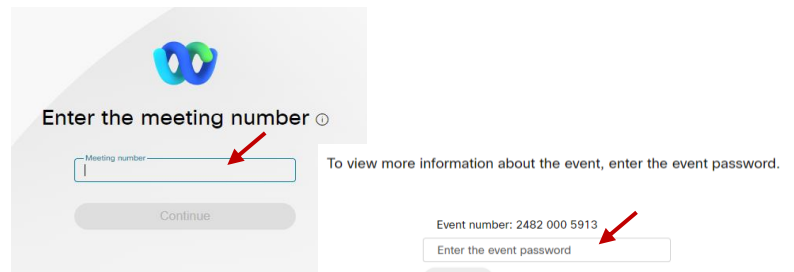 Enter the meeting number
Meeting number
Continue
To view more information about the event, enter the event password.
Event number: 2482 000 5913
Enter the event password